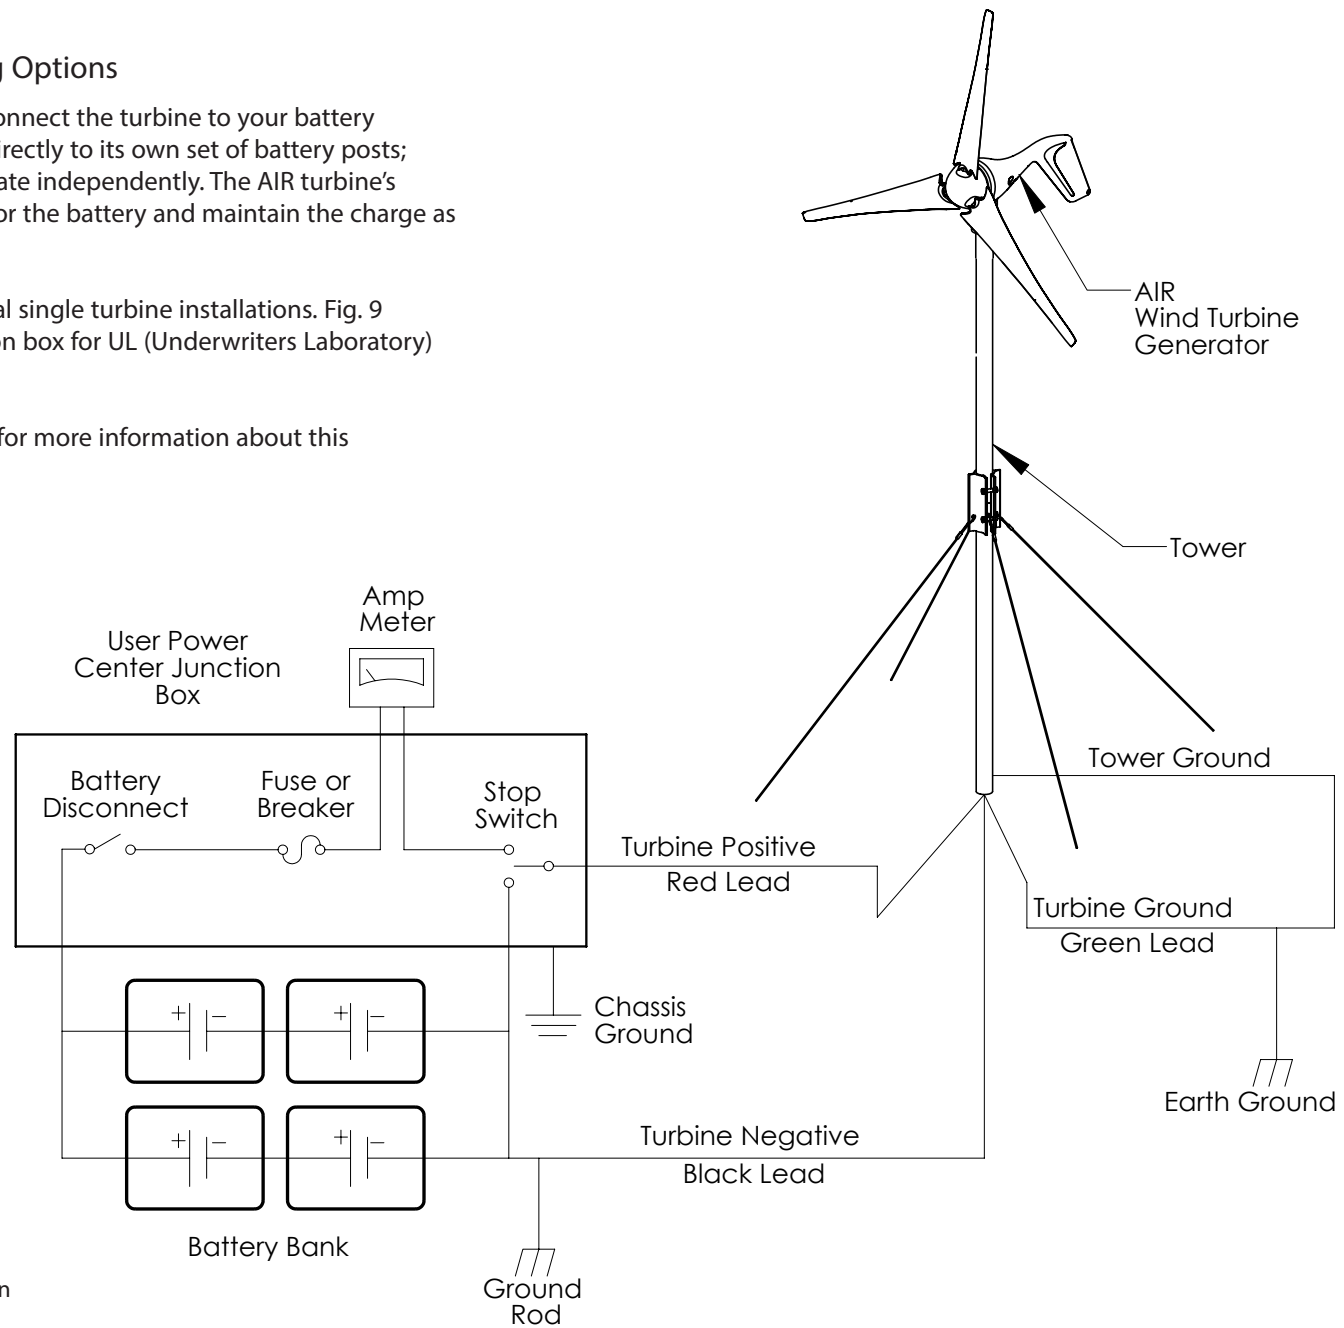 Options
onnect the turbine to your battery
irectly to its own set of battery posts;
ate independently. The AIR turbine's
or the battery and maintain the charge as
al single turbine installations. Fig. 9
on box for UL (Underwriters Laboratory)
for more information about this
AIR
Wind Turbine
Generator
Tower
Amp
Meter
User Power
Center Junction
Box
Battery
Disconnect
Fuse or
Breaker
Stop
Switch
Tower Ground
Turbine Positive
Red Lead
Turbine Ground
Green Lead
+ −
+ −
Chassis
Ground
Earth Ground
+ −
+ −
Turbine Negative
Black Lead
Battery Bank
Ground
Rod
n